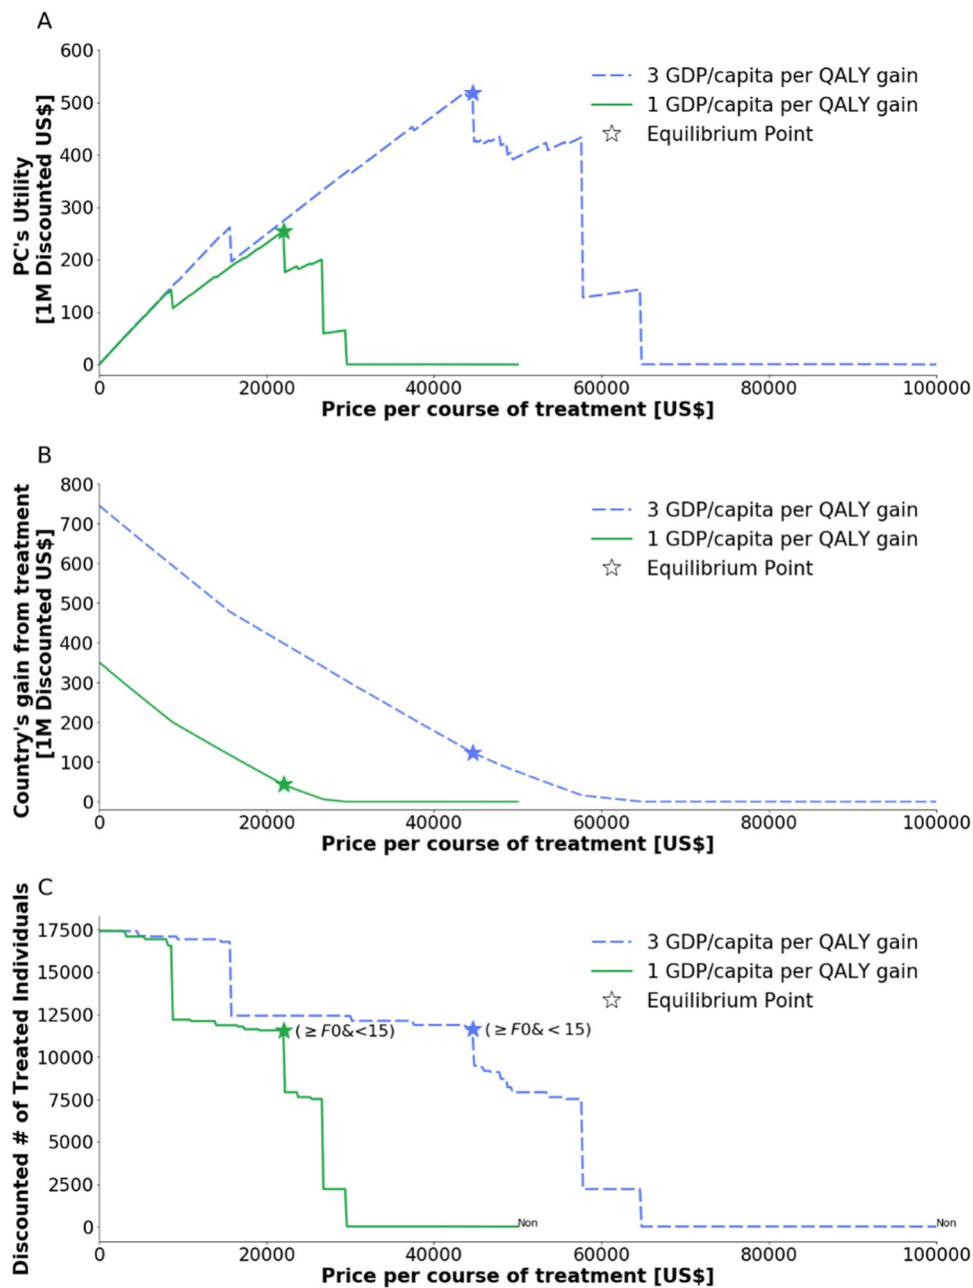 A
600
500
400
300
200
100
0
PC's Utility
[1M Discounted US$]
3 GDP/capita per QALY gain
1 GDP/capita per QALY gain
Equilibrium Point
0 20000 40000 60000 80000 100000
Price per course of treatment [US$]
B
800
700
600
500
400
300
200
100
0
Country's gain from treatment
[1M Discounted US$]
3 GDP/capita per QALY gain
1 GDP/capita per QALY gain
Equilibrium Point
0 20000 40000 60000 80000 100000
Price per course of treatment [US$]
C
17500
15000
12500
10000
7500
5000
2500
0
Discounted # of Treated Individuals
3 GDP/capita per QALY gain
1 GDP/capita per QALY gain
Equilibrium Point
(≥F0&<15)
(≥F0&<15)
Non
Non
0 20000 40000 60000 80000 100000
Price per course of treatment [US$]